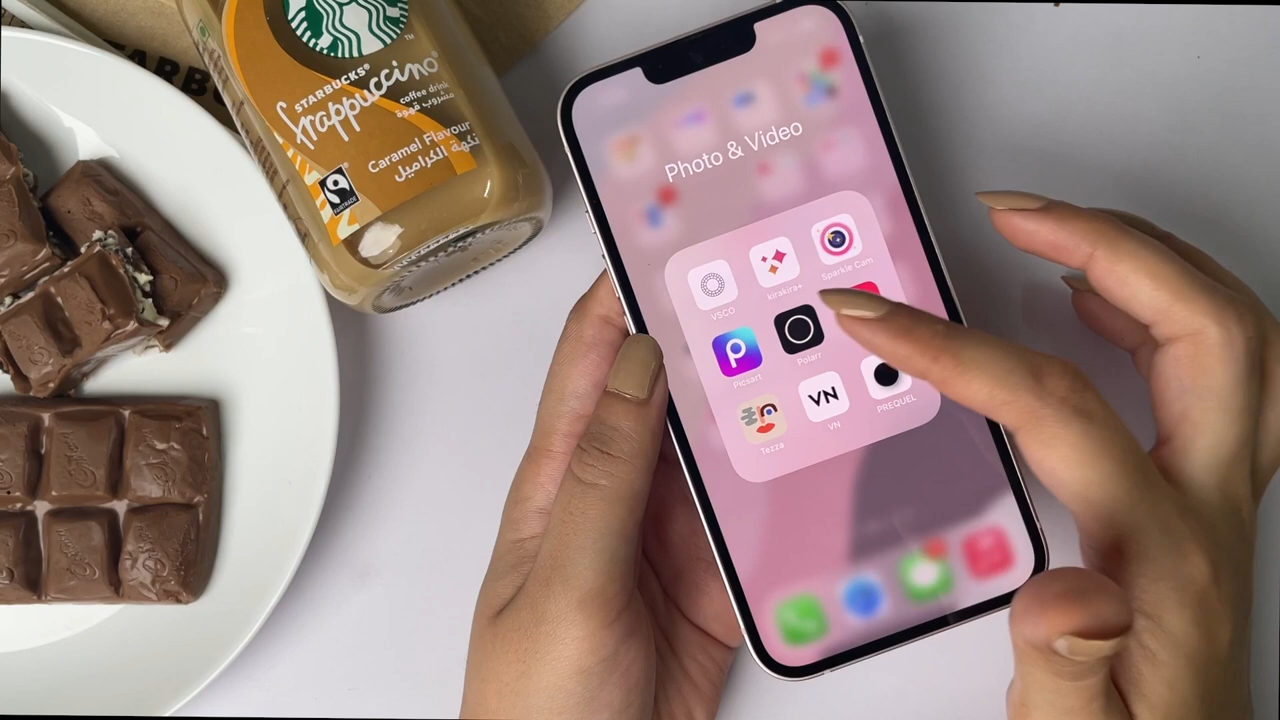 STARBUCKS®
frappuccino®
coffee drink
مشروب قهوة
Caramel Flavour
نكهة الكراميل
FAIRTRADE
Photo & Video
VSCO
kirakira+
Sparkle Cam
Picsart
Polarr
Tezza
VN
VN
PREQUEL